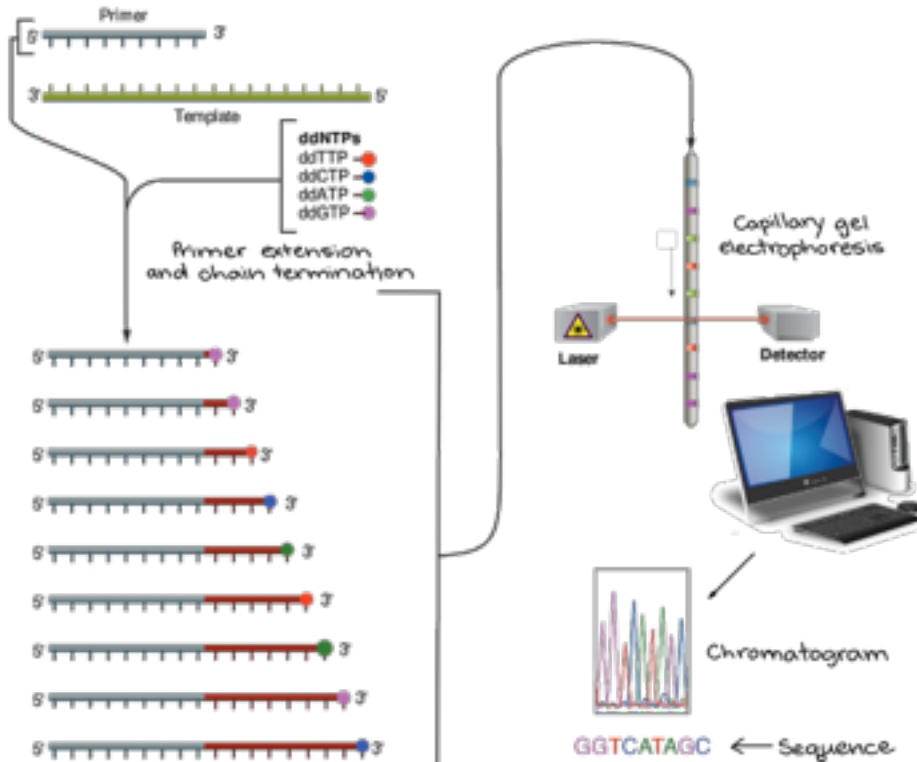 Primer
5' 3'
3' 5'
Template
ddNTPs
ddTTP
ddCTP
ddATP
ddGTP
Primer extension
and chain termination
5' 3'
5' 3'
5' 3'
5' 3'
5' 3'
5' 3'
5' 3'
5' 3'
5' 3'
Capillary gel
electrophoresis
Laser
Detector
Chromatogram
GGTCATAGC ← Sequence